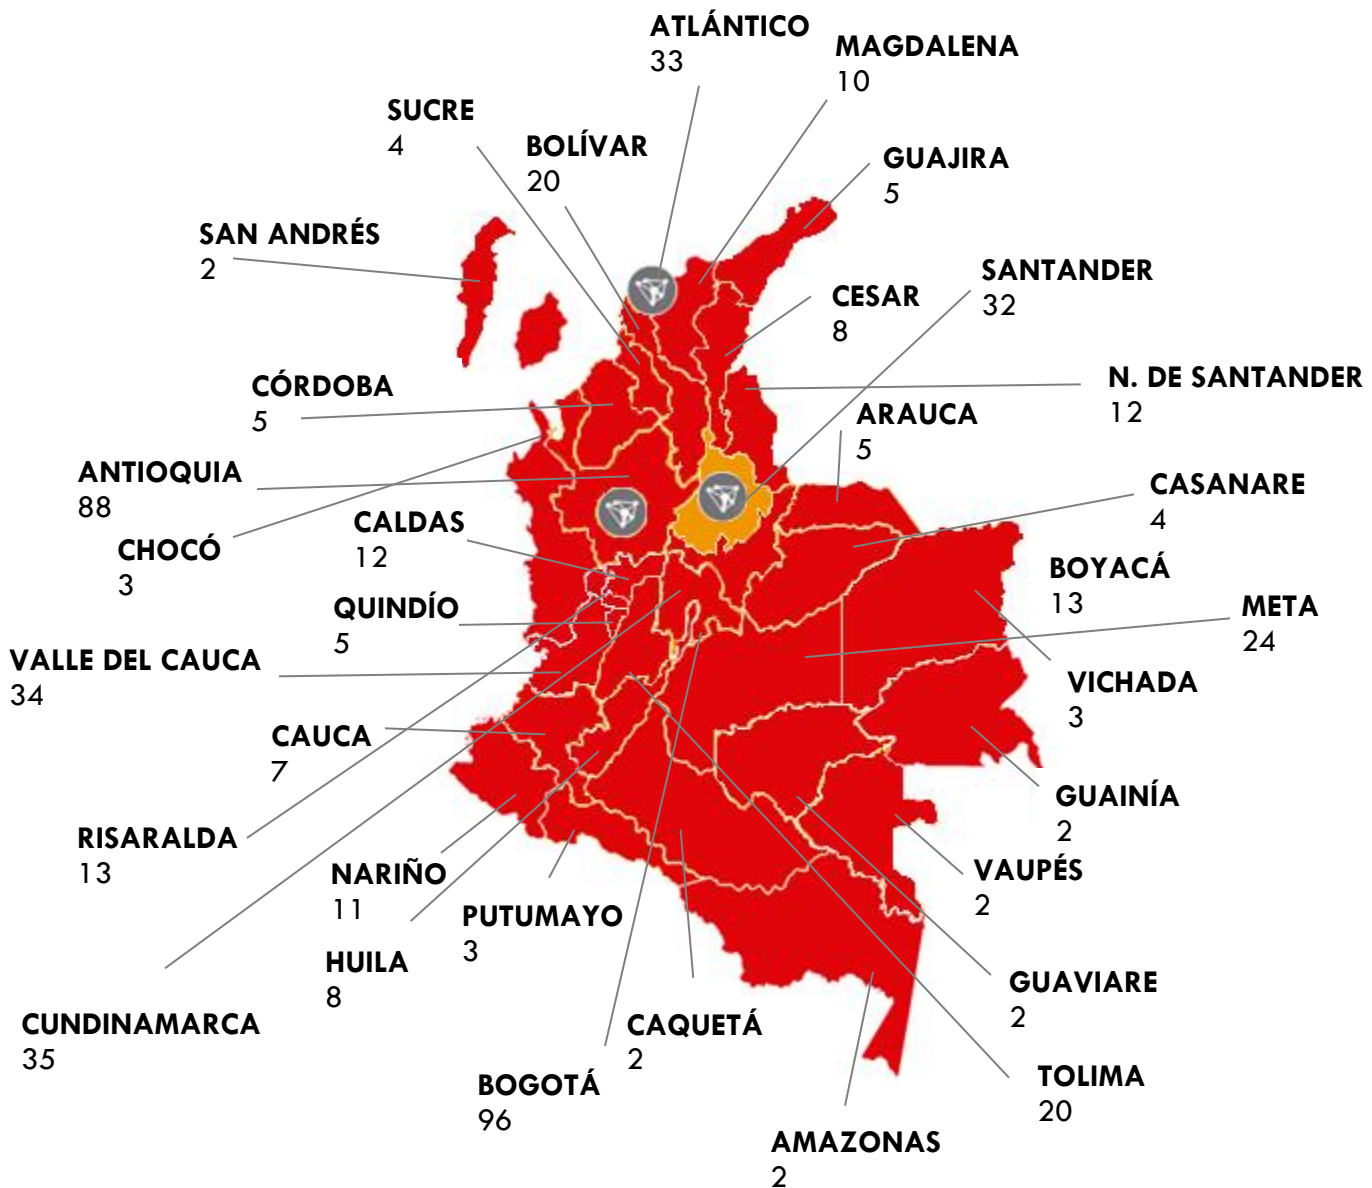 ATLÁNTICO
33
MAGDALENA
10
SUCRE
4
BOLÍVAR
20
GUAJIRA
5
SAN ANDRÉS
2
SANTANDER
32
CESAR
8
CÓRDOBA
5
N. DE SANTANDER
12
ARAUCA
5
ANTIOQUIA
88
CASANARE
4
CALDAS
12
CHOCÓ
3
BOYACÁ
13
QUINDÍO
5
META
24
VALLE DEL CAUCA
34
VICHADA
3
CAUCA
7
GUAINÍA
2
RISARALDA
13
NARIÑO
11
VAUPÉS
2
PUTUMAYO
3
HUILA
8
GUAVIARE
2
CUNDINAMARCA
35
CAQUETÁ
2
BOGOTÁ
96
TOLIMA
20
AMAZONAS
2